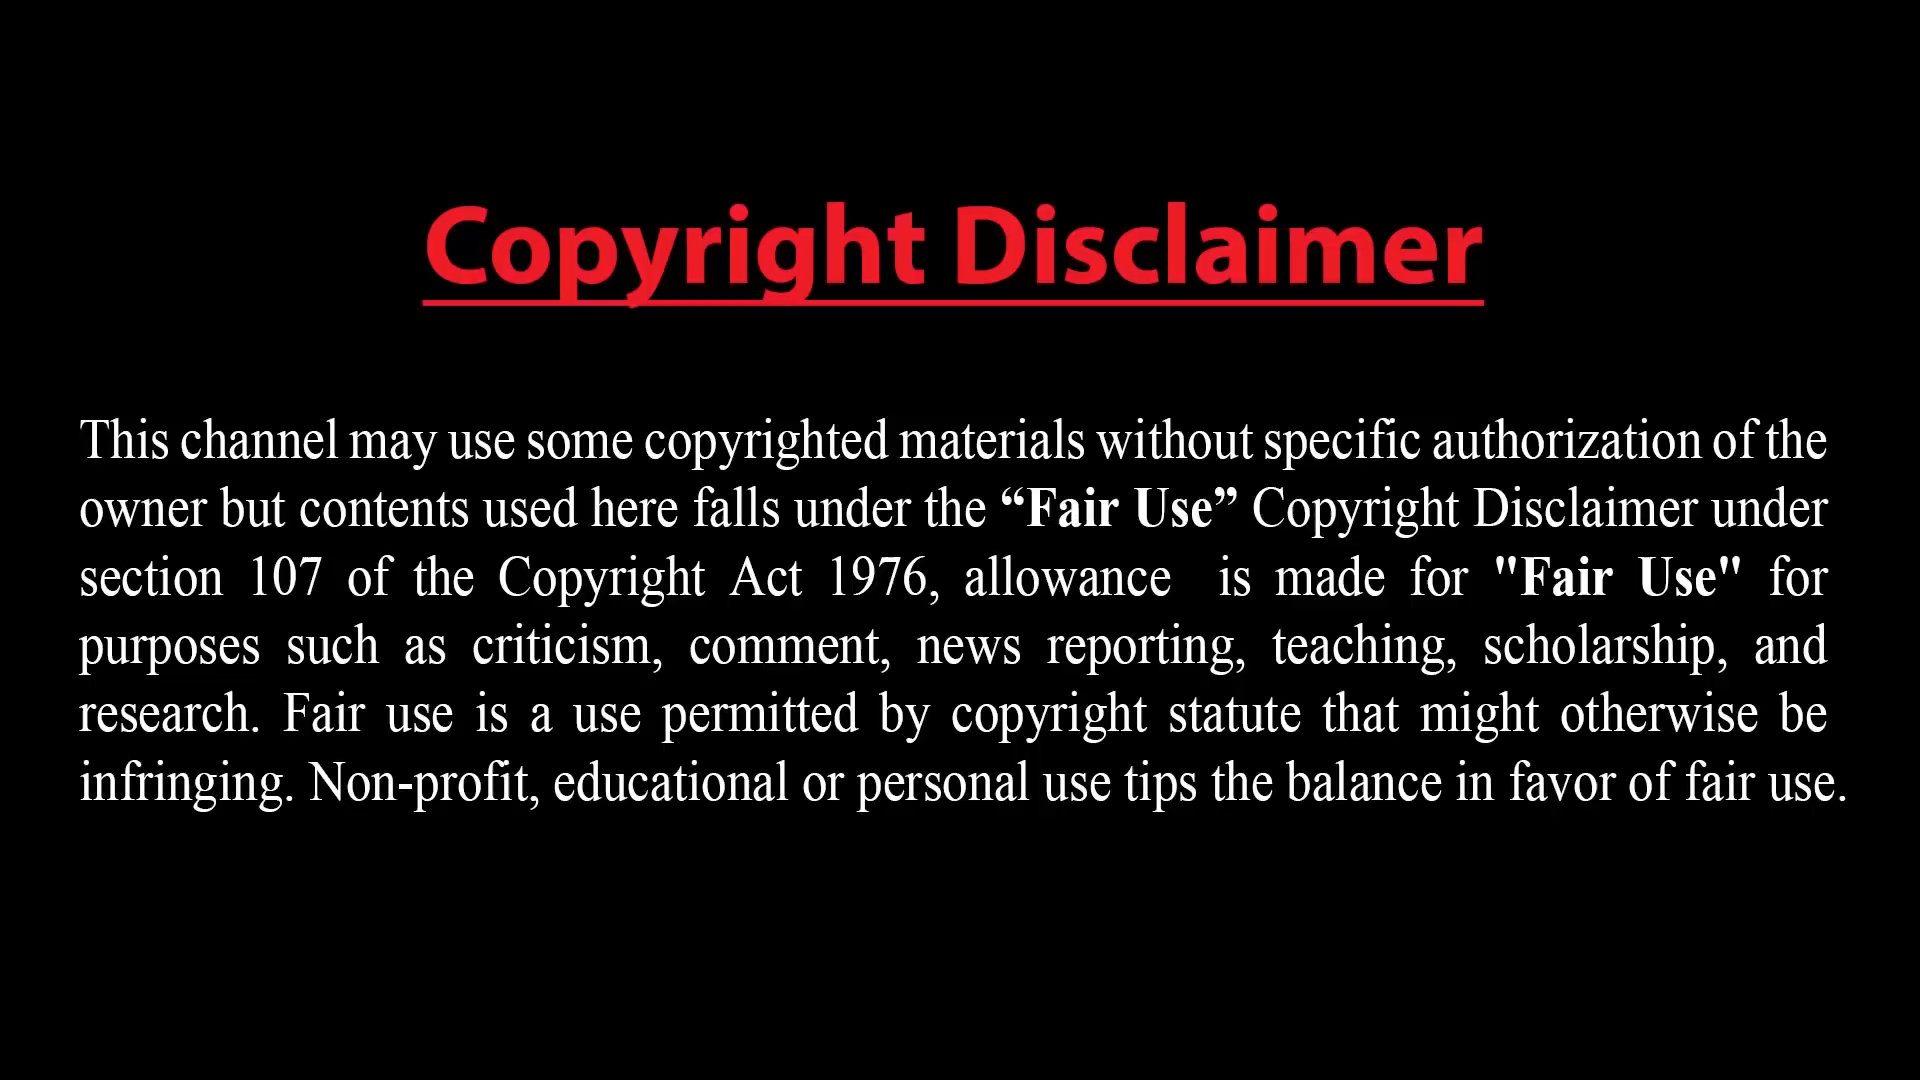 Copyright Disclaimer
This channel may use some copyrighted materials without specific authorization of the
owner but contents used here falls under the “Fair Use” Copyright Disclaimer under
section 107 of the Copyright Act 1976, allowance  is made for "Fair Use" for
purposes such as criticism, comment, news reporting, teaching, scholarship, and
research. Fair use is a use permitted by copyright statute that might otherwise be
infringing. Non-profit, educational or personal use tips the balance in favor of fair use.